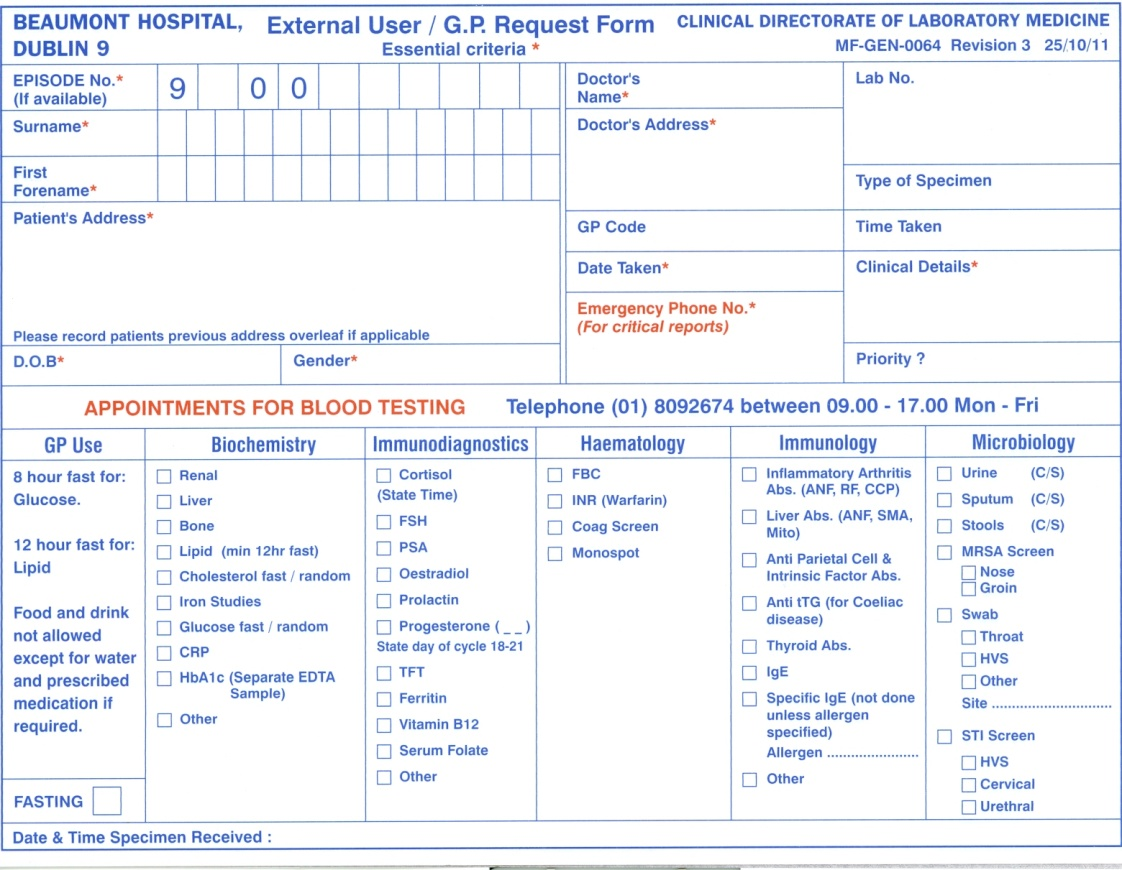 BEAUMONT HOSPITAL,
DUBLIN 9
External User / G.P. Request Form
Essential criteria *
CLINICAL DIRECTORATE OF LABORATORY MEDICINE
MF-GEN-0064 Revision 3 25/10/11
EPISODE No.*
(If available)
9 0 0
Surname*
First
Forename*
Patient's Address*
Please record patients previous address overleaf if applicable
D.O.B*
Gender*
Doctor's
Name*
Doctor's Address*
GP Code
Date Taken*
Emergency Phone No.*
(For critical reports)
Lab No.
Type of Specimen
Time Taken
Clinical Details*
Priority ?
APPOINTMENTS FOR BLOOD TESTING Telephone (01) 8092674 between 09.00 - 17.00 Mon - Fri
GP Use
8 hour fast for:
Glucose.
12 hour fast for:
Lipid
Food and drink
not allowed
except for water
and prescribed
medication if
required.
FASTING
Biochemistry
Renal
Liver
Bone
Lipid (min 12hr fast)
Cholesterol fast / random
Iron Studies
Glucose fast / random
CRP
HbA1c (Separate EDTA
Sample)
Other
Immunodiagnostics
Cortisol
(State Time)
FSH
PSA
Oestradiol
Prolactin
Progesterone ( _ _ )
State day of cycle 18-21
TFT
Ferritin
Vitamin B12
Serum Folate
Other
Haematology
FBC
INR (Warfarin)
Coag Screen
Monospot
Immunology
Inflammatory Arthritis
Abs. (ANF, RF, CCP)
Liver Abs. (ANF, SMA,
Mito)
Anti Parietal Cell &
Intrinsic Factor Abs.
Anti tTG (for Coeliac
disease)
Thyroid Abs.
IgE
Specific IgE (not done
unless allergen
specified)
Allergen ......................
Other
Microbiology
Urine (C/S)
Sputum (C/S)
Stools (C/S)
MRSA Screen
Nose
Groin
Swab
Throat
HVS
Other
Site .............................
STI Screen
HVS
Cervical
Urethral
Date & Time Specimen Received :